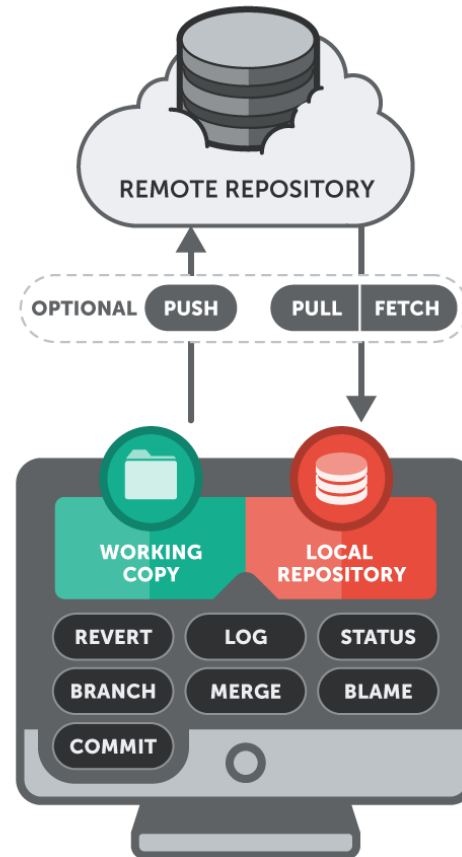 REMOTE REPOSITORY
OPTIONAL PUSH PULL FETCH
WORKING
COPY
LOCAL
REPOSITORY
REVERT LOG STATUS
BRANCH MERGE BLAME
COMMIT